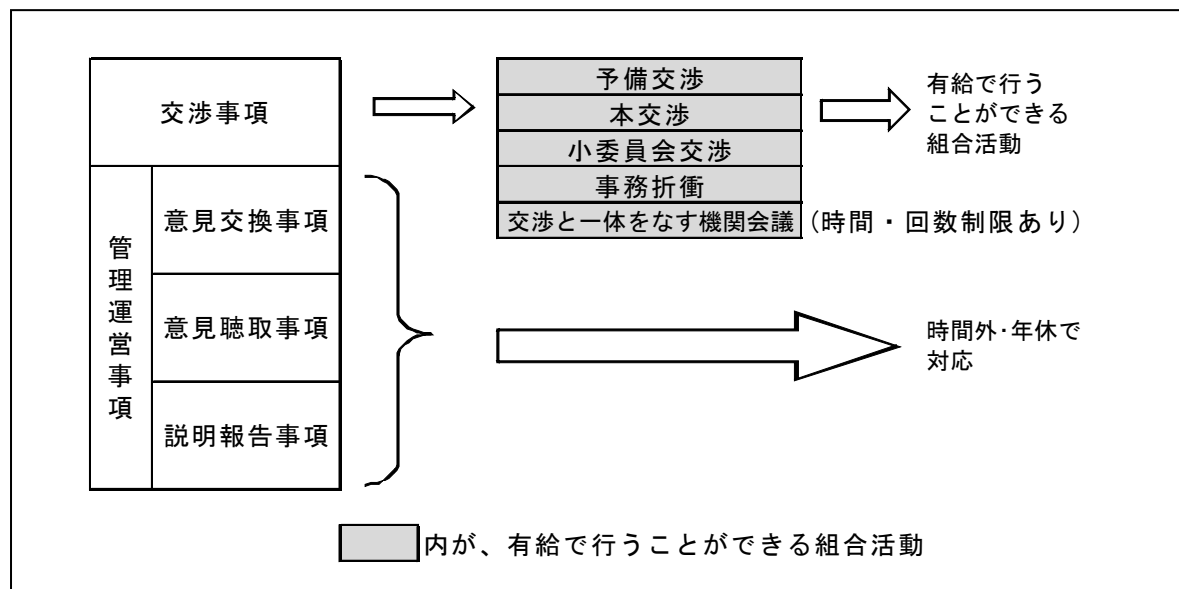 交渉事項
予備交渉
本交渉
小委員会交渉
事務折衝
交渉と一体をなす機関会議
(時間・回数制限あり)
有給で行う
ことができる
組合活動
管理運営事項
意見交換事項
意見聴取事項
説明報告事項
時間外・年休で
対応
内が、有給で行うことができる組合活動